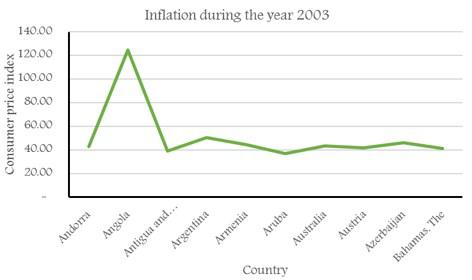 Inflation during the year 2003
Consumer price index
140.00
120.00
100.00
80.00
60.00
40.00
20.00
-
Andorra
Angola
Antigua and...
Argentina
Armenia
Aruba
Australia
Austria
Azerbaijan
Bahamas, The
Country